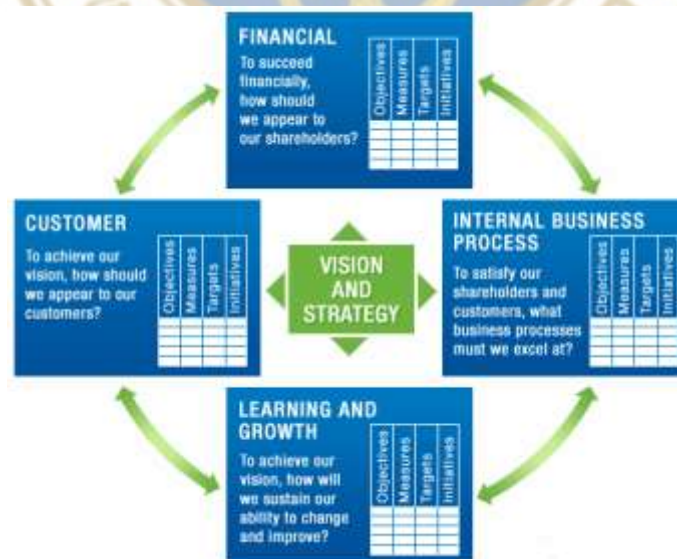 FINANCIAL
To succeed
financially,
how should
we appear to
our shareholders?
Objectives
Measures
Targets
Initiatives
CUSTOMER
To achieve our
vision, how should
we appear to our
customers?
Objectives
Measures
Targets
Initiatives
VISION
AND
STRATEGY
INTERNAL BUSINESS
PROCESS
To satisfy our
shareholders and
customers, what
business processes
must we excel at?
Objectives
Measures
Targets
Initiatives
LEARNING AND
GROWTH
To achieve our
vision, how will
we sustain our
ability to change
and improve?
Objectives
Measures
Targets
Initiatives